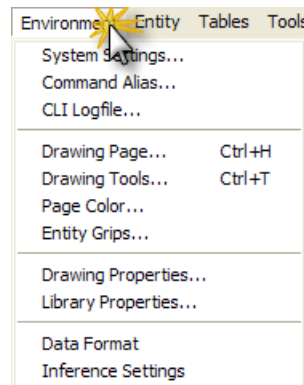 Environment Entity Tables Tools
System Settings...
Command Alias...
CLI Logfile...
Drawing Page... Ctrl+H
Drawing Tools... Ctrl+T
Page Color...
Entity Grips...
Drawing Properties...
Library Properties...
Data Format
Inference Settings